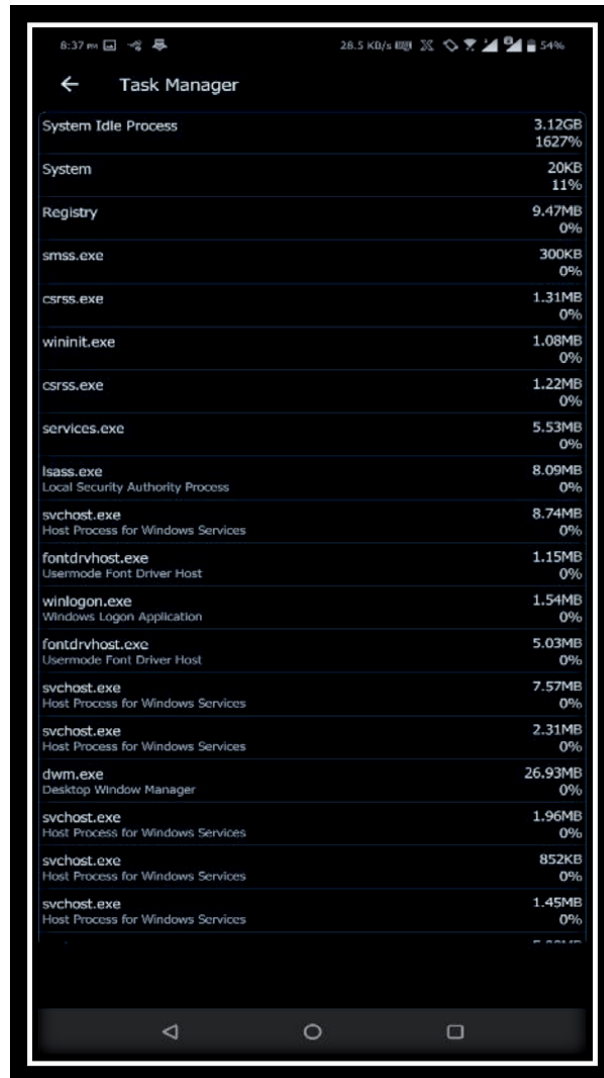 8:37 PM 28.5 KB/s 54%
Task Manager
System Idle Process 3.12GB
1627%
System 20KB
11%
Registry 9.47MB
0%
smss.exe 300KB
0%
csrss.exe 1.31MB
0%
wininit.exe 1.08MB
0%
csrss.exe 1.22MB
0%
services.exe 5.53MB
0%
lsass.exe 8.09MB
Local Security Authority Process 0%
svchost.exe 8.74MB
Host Process for Windows Services 0%
fontdrvhost.exe 1.15MB
Usermode Font Driver Host 0%
winlogon.exe 1.54MB
Windows Logon Application 0%
fontdrvhost.exe 5.03MB
Usermode Font Driver Host 0%
svchost.exe 7.57MB
Host Process for Windows Services 0%
svchost.exe 2.31MB
Host Process for Windows Services 0%
dwm.exe 26.93MB
Desktop Window Manager 0%
svchost.exe 1.96MB
Host Process for Windows Services 0%
svchost.exe 852KB
Host Process for Windows Services 0%
svchost.exe 1.45MB
Host Process for Windows Services 0%